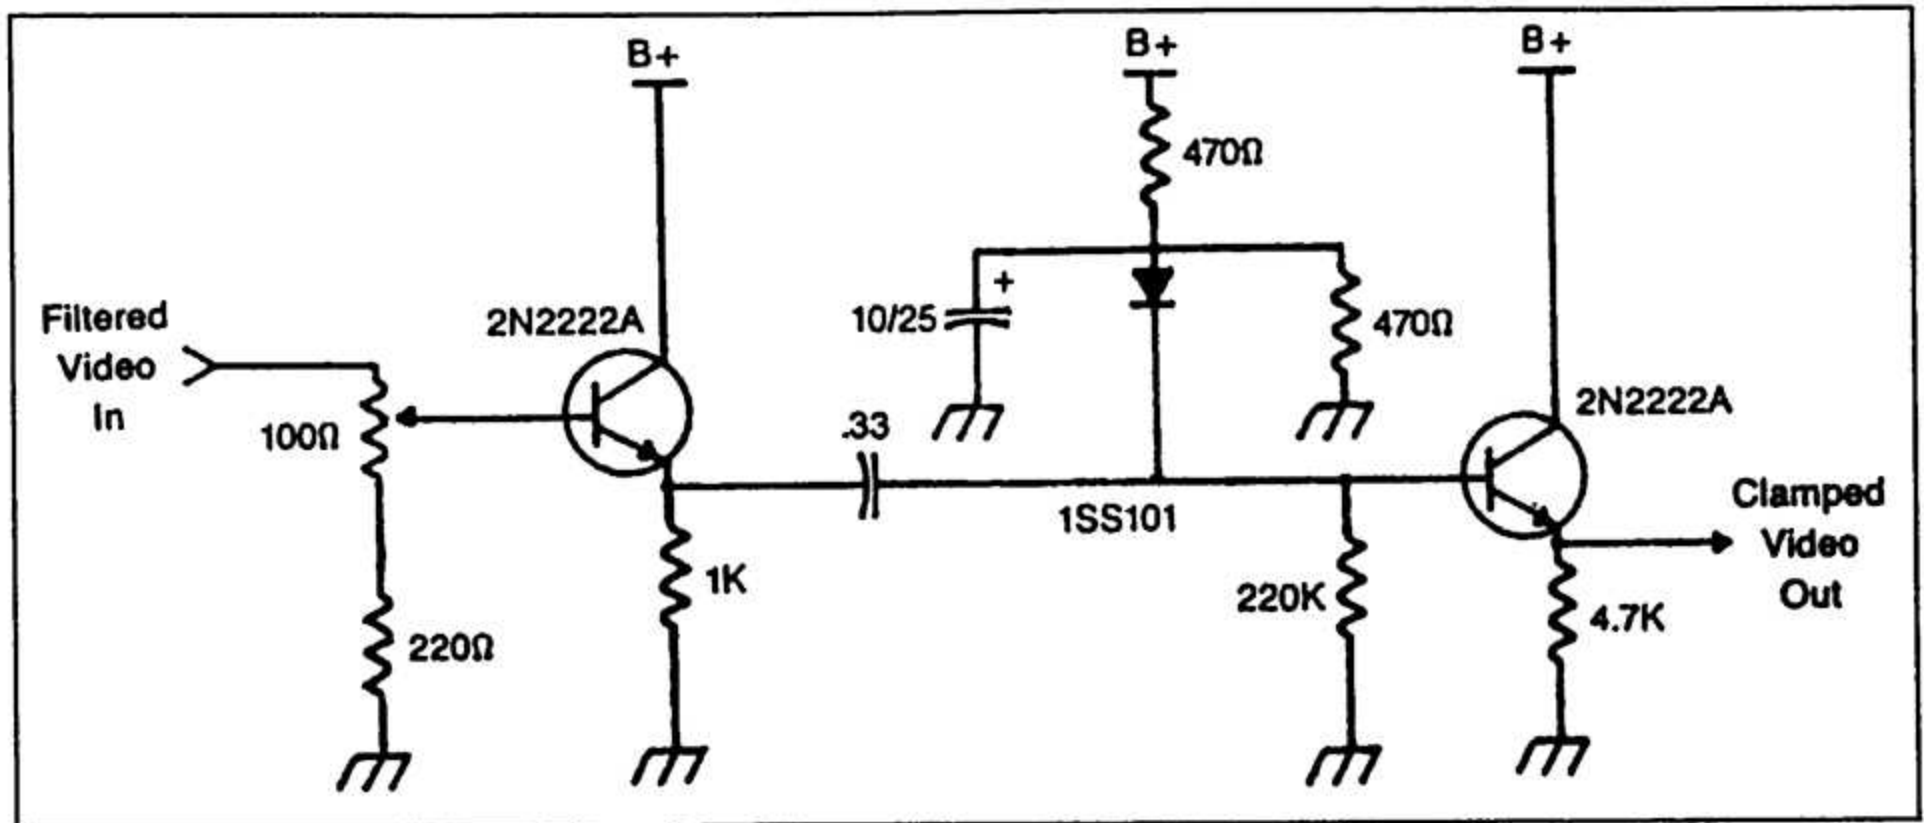 B+
B+
B+
470Ω
Filtered
Video
In
2N2222A
+
10/25
470Ω
2N2222A
100Ω
.33
1SS101
Clamped
Video
Out
1K
220K
4.7K
220Ω